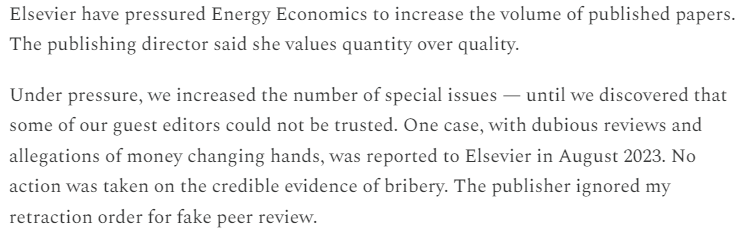 Elsevier have pressured Energy Economics to increase the volume of published papers.
The publishing director said she values quantity over quality.
Under pressure, we increased the number of special issues — until we discovered that
some of our guest editors could not be trusted. One case, with dubious reviews and
allegations of money changing hands, was reported to Elsevier in August 2023. No
action was taken on the credible evidence of bribery. The publisher ignored my
retraction order for fake peer review.